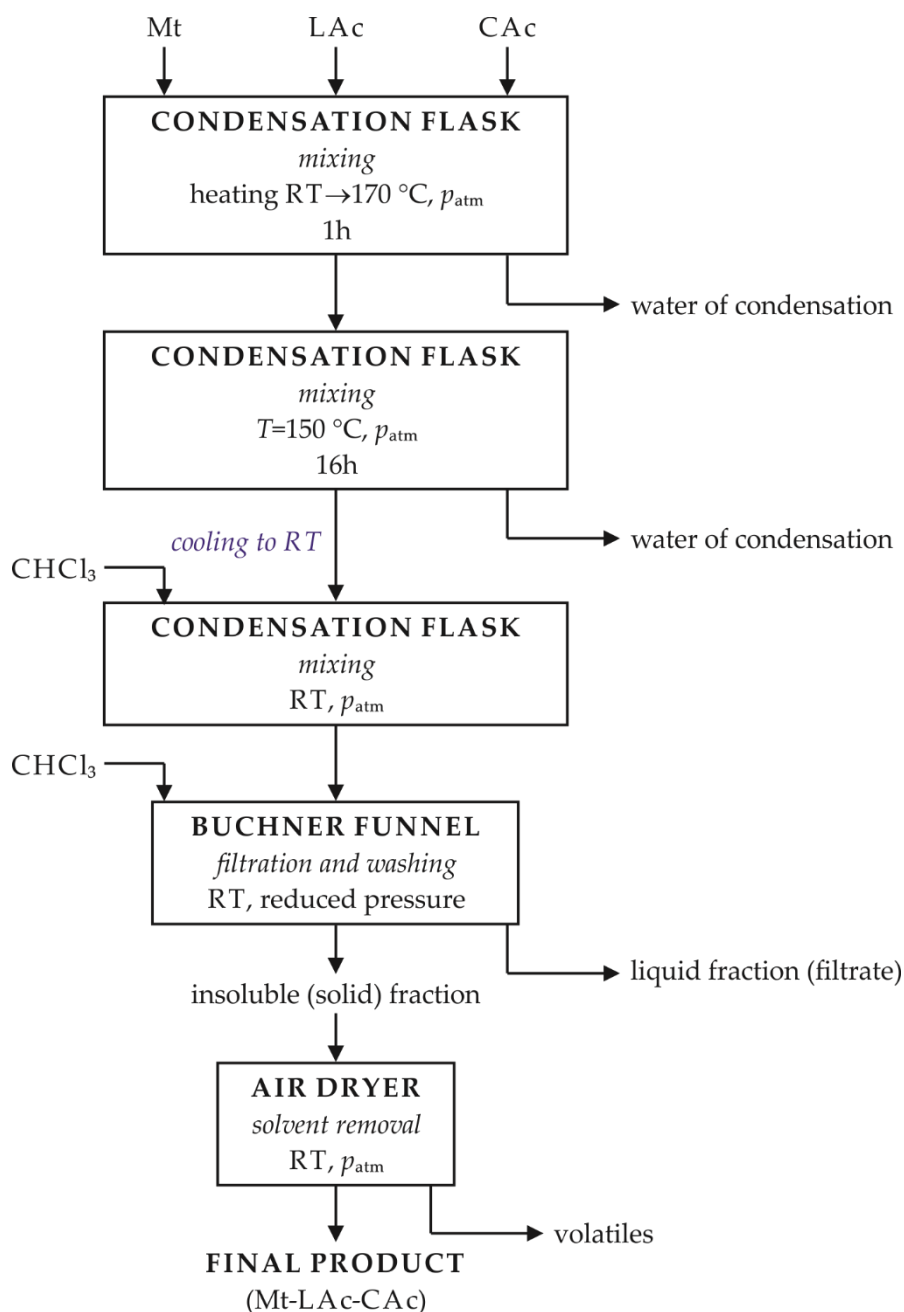 Mt LAc CAc
CONDENSATION FLASK
mixing
heating RT→170 °C, patm
1h
water of condensation
CONDENSATION FLASK
mixing
T=150 °C, patm
16h
cooling to RT
water of condensation
CHCl₃
CONDENSATION FLASK
mixing
RT, patm
CHCl₃
BUCHNER FUNNEL
filtration and washing
RT, reduced pressure
liquid fraction (filtrate)
insoluble (solid) fraction
AIR DRYER
solvent removal
RT, patm
volatiles
FINAL PRODUCT
(Mt-LAc-CAc)